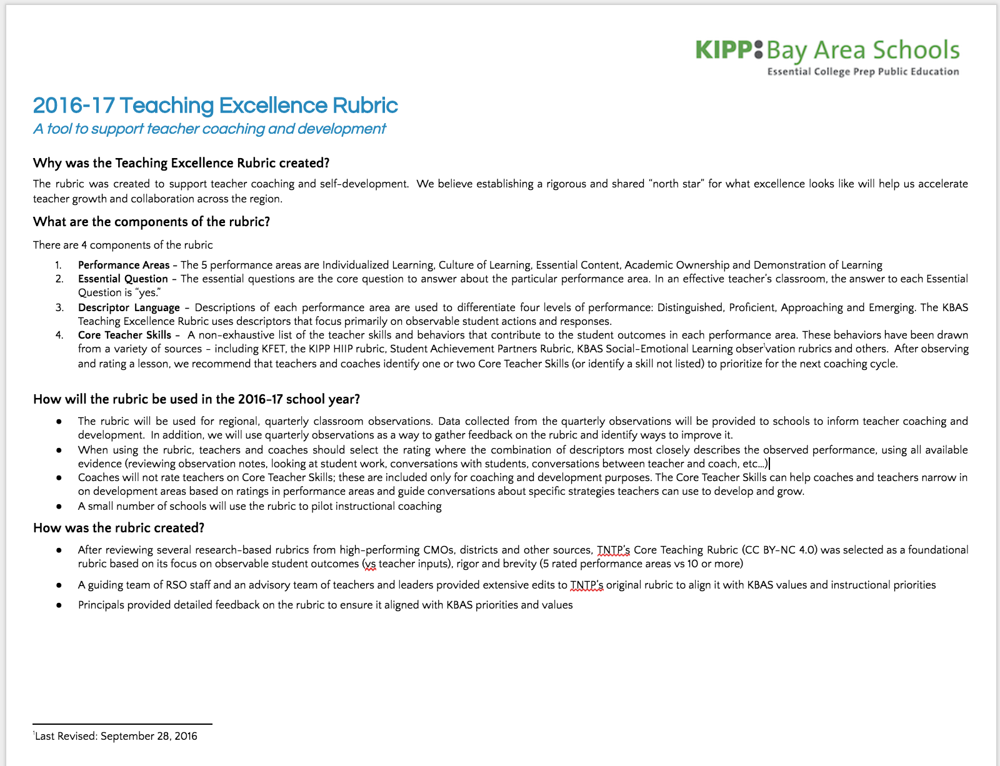 KIPP:Bay Area Schools
Essential College Prep Public Education
2016-17 Teaching Excellence Rubric
A tool to support teacher coaching and development
Why was the Teaching Excellence Rubric created?
The rubric was created to support teacher coaching and self-development.  We believe establishing a rigorous and shared “north star” for what excellence looks like will help us accelerate
teacher growth and collaboration across the region.
What are the components of the rubric?
There are 4 components of the rubric
1. Performance Areas - The 5 performance areas are Individualized Learning, Culture of Learning, Essential Content, Academic Ownership and Demonstration of Learning
2. Essential Question - The essential questions are the core question to answer about the particular performance area. In an effective teacher’s classroom, the answer to each Essential
Question is “yes.”
3. Descriptor Language - Descriptions of each performance area are used to differentiate four levels of performance: Distinguished, Proficient, Approaching and Emerging. The KBAS
Teaching Excellence Rubric uses descriptors that focus primarily on observable student actions and responses.
4. Core Teacher Skills -  A non-exhaustive list of the teacher skills and behaviors that contribute to the student outcomes in each performance area. These behaviors have been drawn
from a variety of sources - including KFET, the KIPP HIIP rubric, Student Achievement Partners Rubric, KBAS Social-Emotional Learning obser¹vation rubrics and others.  After observing
and rating a lesson, we recommend that teachers and coaches identify one or two Core Teacher Skills (or identify a skill not listed) to prioritize for the next coaching cycle.
How will the rubric be used in the 2016-17 school year?
● The rubric will be used for regional, quarterly classroom observations. Data collected from the quarterly observations will be provided to schools to inform teacher coaching and
development.  In addition, we will use quarterly observations as a way to gather feedback on the rubric and identify ways to improve it.
● When using the rubric, teachers and coaches should select the rating where the combination of descriptors most closely describes the observed performance, using all available
evidence (reviewing observation notes, looking at student work, conversations with students, conversations between teacher and coach, etc…)
● Coaches will not rate teachers on Core Teacher Skills; these are included only for coaching and development purposes. The Core Teacher Skills can help coaches and teachers narrow in
on development areas based on ratings in performance areas and guide conversations about specific strategies teachers can use to develop and grow.
● A small number of schools will use the rubric to pilot instructional coaching
How was the rubric created?
● After reviewing several research-based rubrics from high-performing CMOs, districts and other sources, TNTP’s Core Teaching Rubric (CC BY-NC 4.0) was selected as a foundational
rubric based on its focus on observable student outcomes (vs teacher inputs), rigor and brevity (5 rated performance areas vs 10 or more)
● A guiding team of RSO staff and an advisory team of teachers and leaders provided extensive edits to TNTP’s original rubric to align it with KBAS values and instructional priorities
● Principals provided detailed feedback on the rubric to ensure it aligned with KBAS priorities and values
¹Last Revised: September 28, 2016